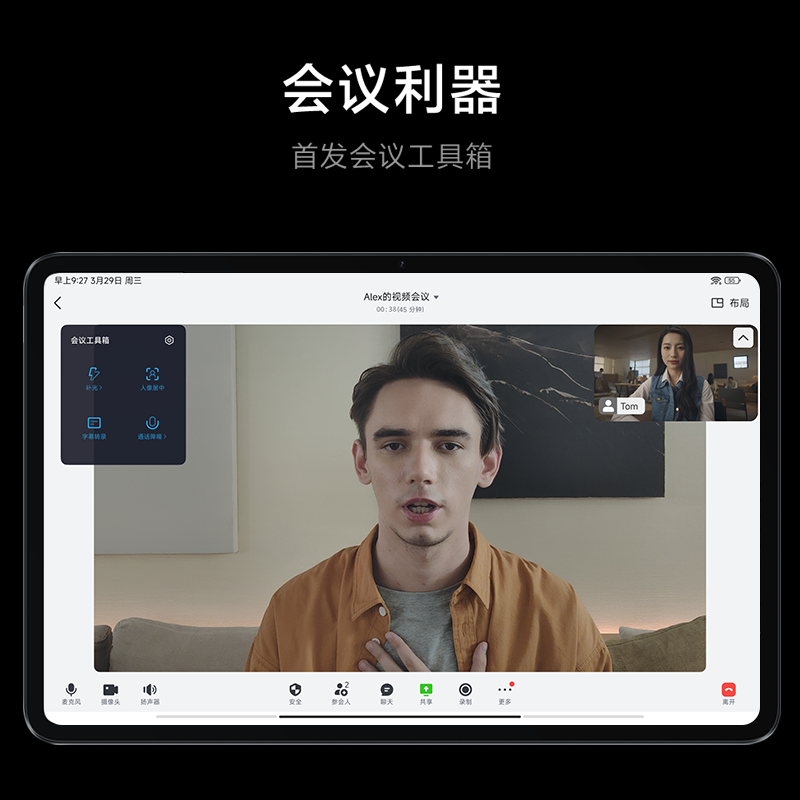 会议利器
首发会议工具箱
早上9:27 3月29日 周三
55
Alex的视频会议
00:38(45 分钟)
布局
会议工具箱
补光
人像居中
字幕转录
通话降噪
Tom
麦克风
摄像头
扬声器
安全
2
参会人
聊天
共享
录制
更多
离开